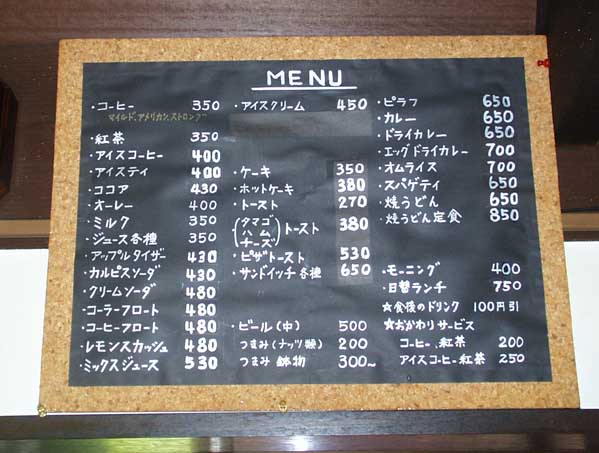 MENU
・コーヒー 350
マイルド、アメリカン、ストロング
・紅茶 350
・アイスコーヒー 400
・アイスティ 400
・ココア 430
・オーレー 400
・ミルク 350
・ジュース各種 350
・アップルタイザー 430
・カルピスソーダ 430
・クリームソーダ 480
・コーラーフロート 480
・コーヒーフロート 480
・レモンスカッシュ 480
・ミックスジュース 530
・アイスクリーム 450
・ケーキ 350
・ホットケーキ 380
・トースト 270
(タマゴ
ハム トースト 380
チーズ)
・ピザトースト 530
・サンドイッチ各種 650
・ビール(中) 500
つまみ(ナッツ類) 200
つまみ 鉢物 300~
・ピラフ 650
・カレー 650
・ドライカレー 650
・エッグドライカレー 700
・オムライス 700
・スパゲティ 650
・焼うどん 650
・焼うどん定食 850
・モーニング 400
・日替ランチ 750
☆食後のドリンク 100円引
☆おかわりサービス
コーヒー、紅茶 200
アイスコーヒー、紅茶 250